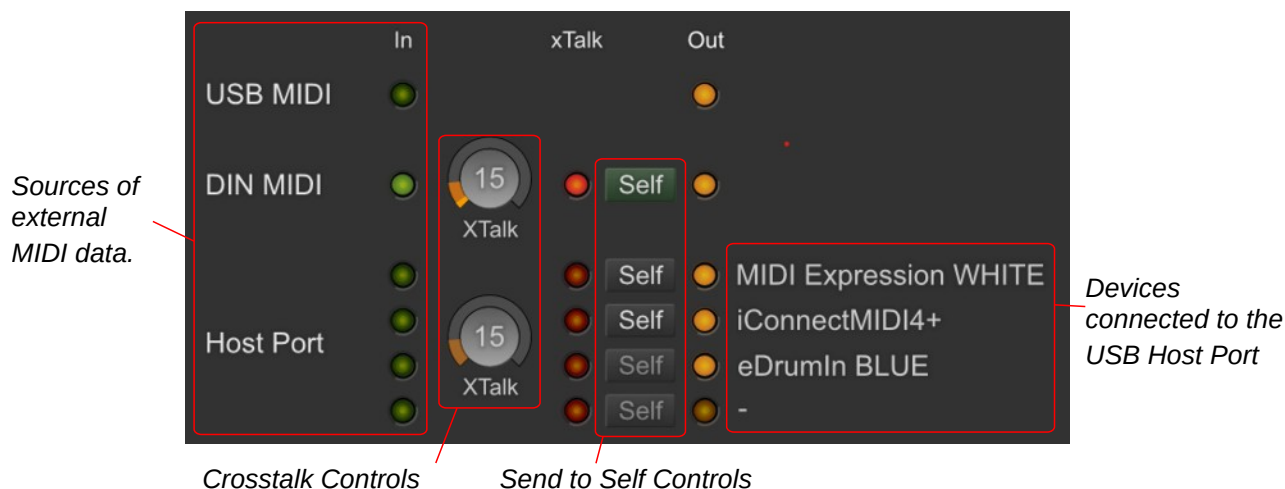 In xTalk Out
USB MIDI
Sources of
external
MIDI data.
DIN MIDI 15 Self
XTalk
Self MIDI Expression WHITE
Self iConnectMIDI4+
Host Port 15
Self eDrumIn BLUE
XTalk
Self -
Devices
connected to the
USB Host Port
Crosstalk Controls Send to Self Controls